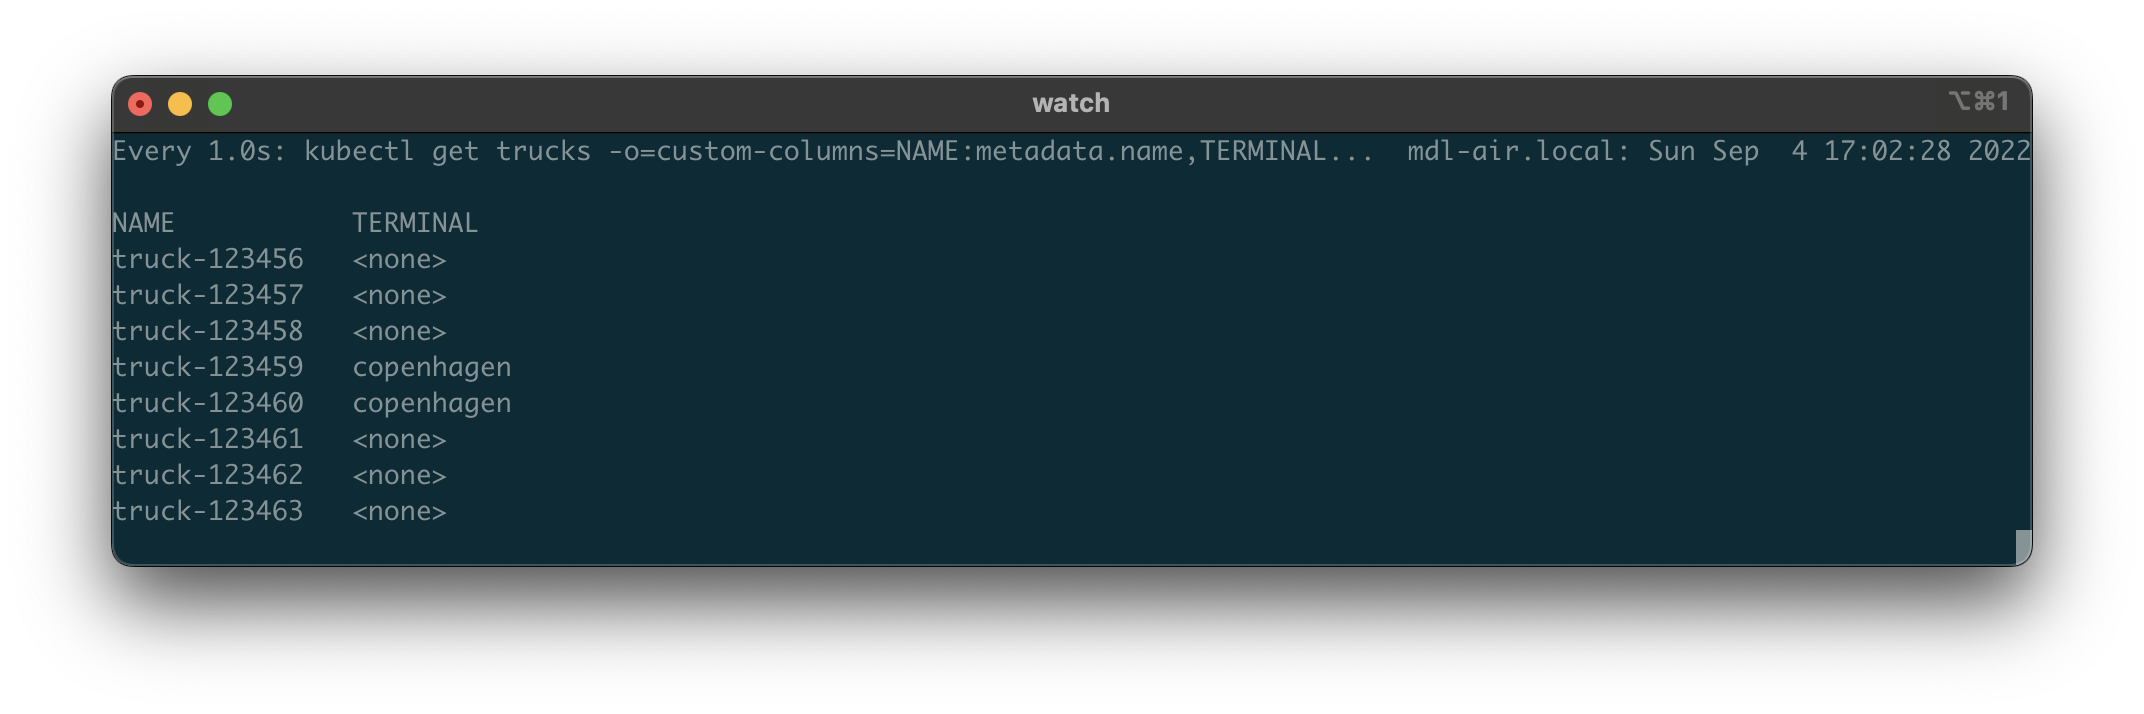 watch
⌥⌘1
Every 1.0s: kubectl get trucks -o=custom-columns=NAME:metadata.name,TERMINAL...  mdl-air.local: Sun Sep  4 17:02:28 2022
NAME           TERMINAL
truck-123456   <none>
truck-123457   <none>
truck-123458   <none>
truck-123459   copenhagen
truck-123460   copenhagen
truck-123461   <none>
truck-123462   <none>
truck-123463   <none>